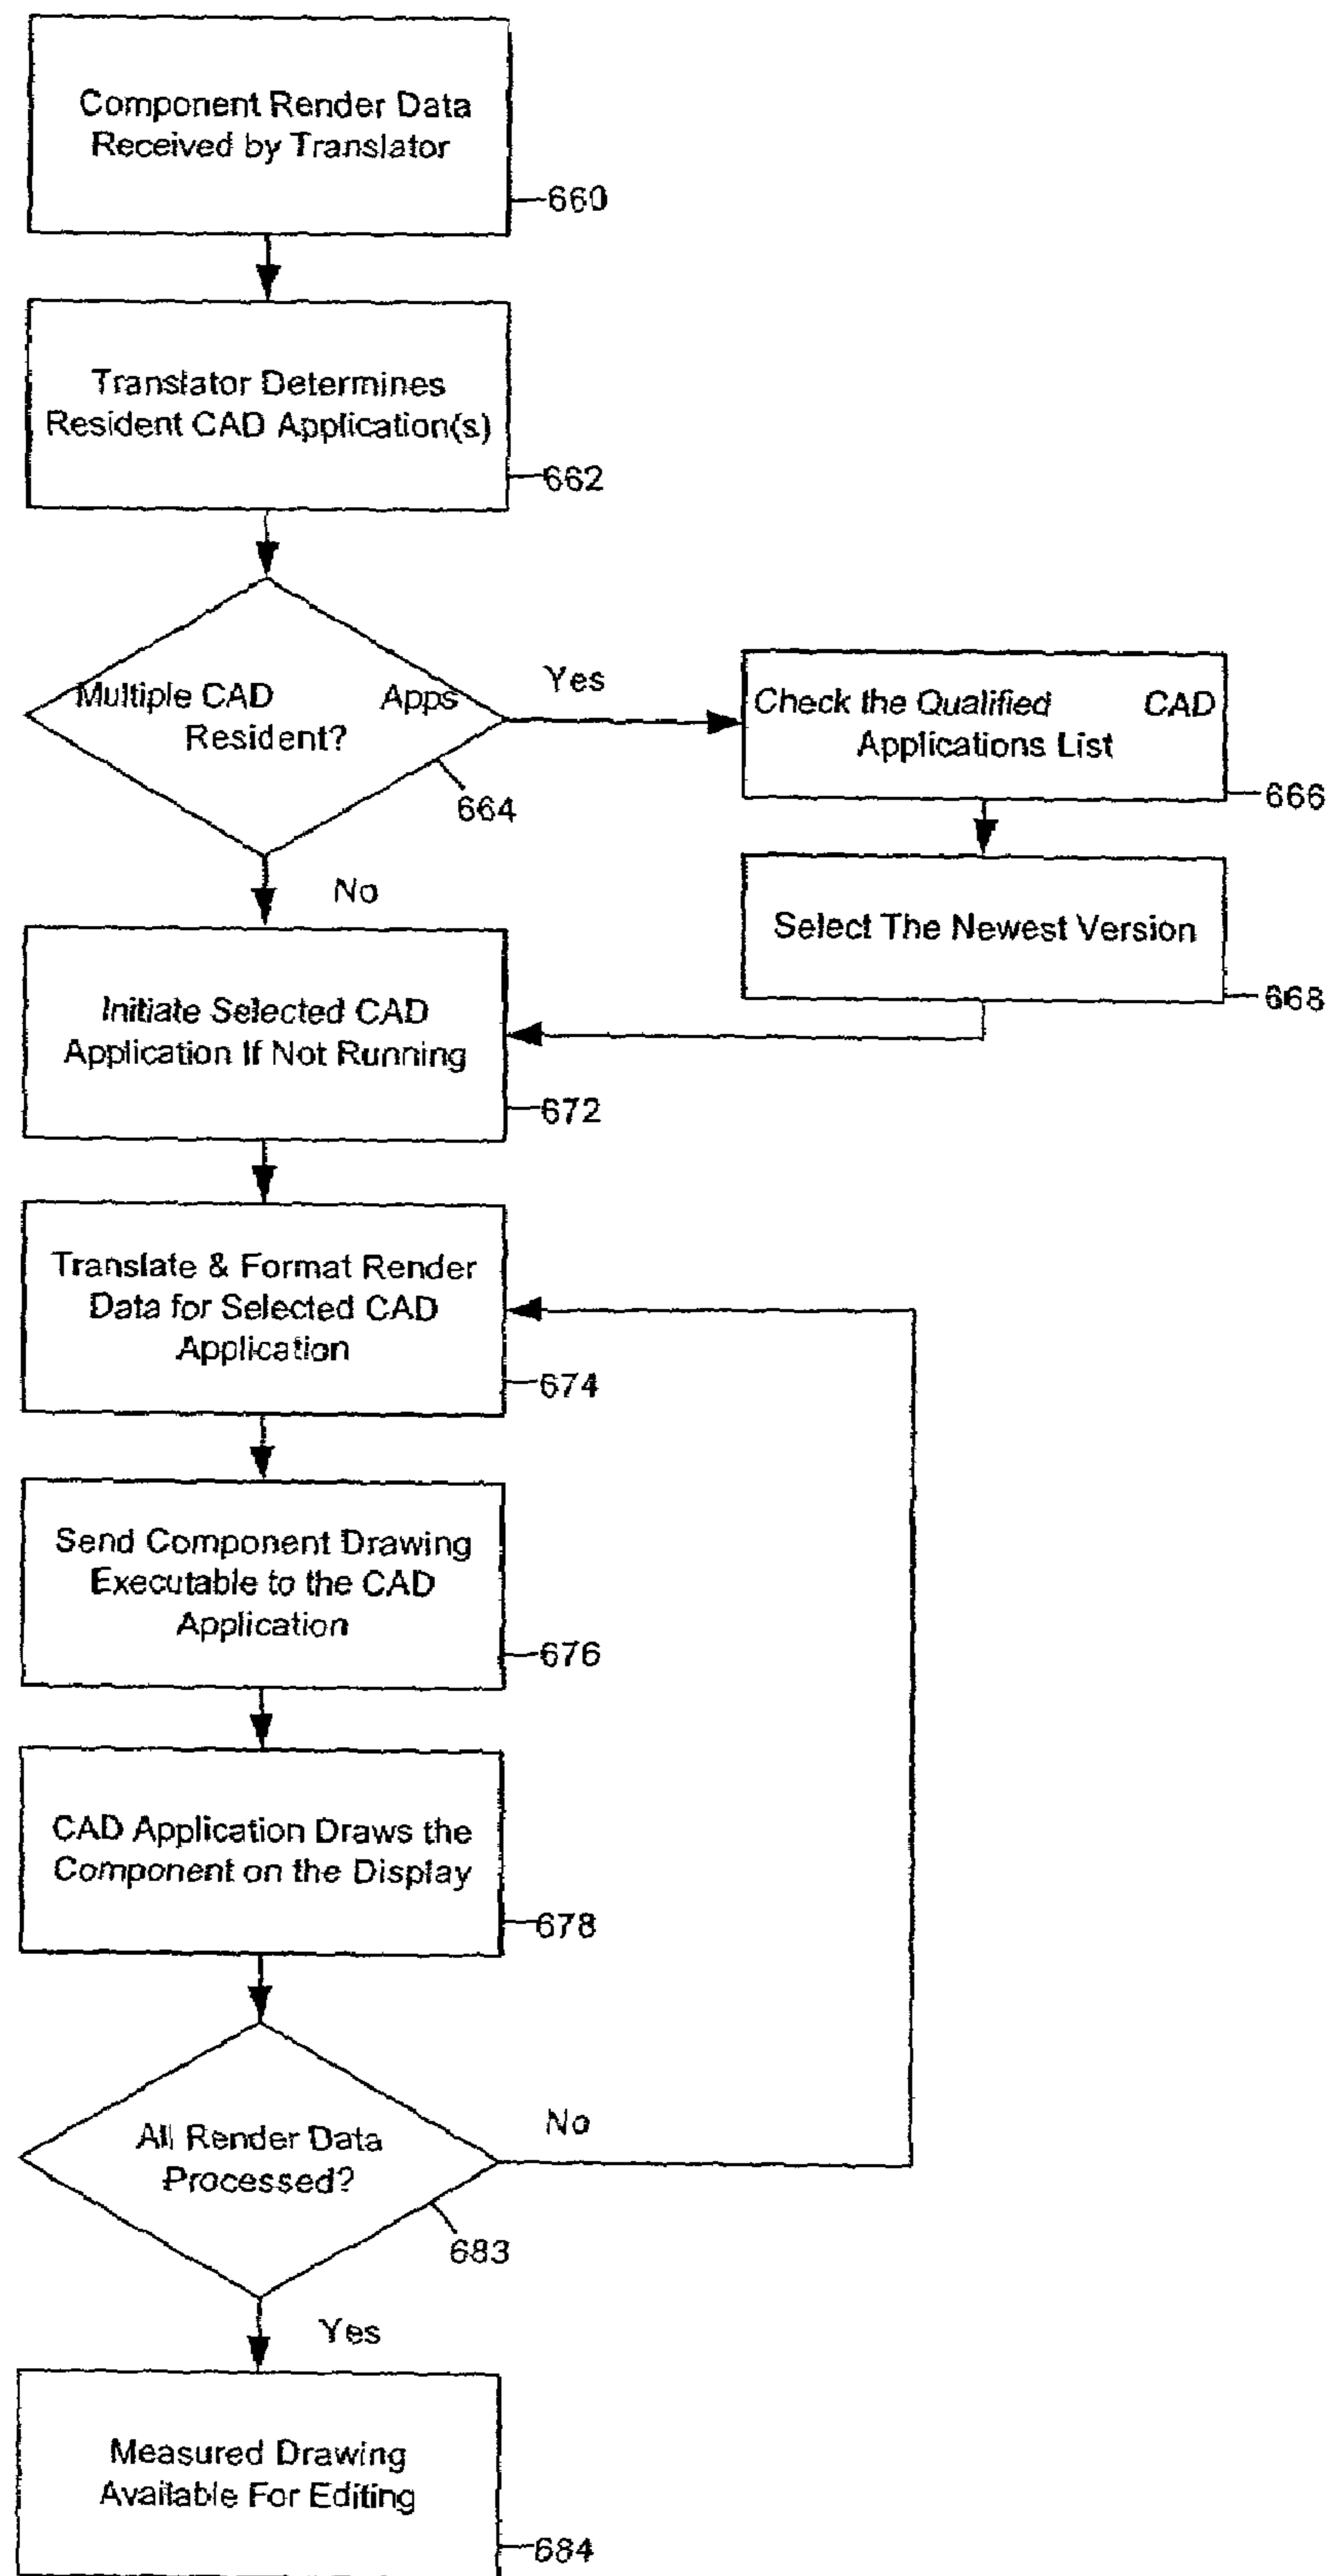 Component Render Data
Received by Translator
660
Translator Determines
Resident CAD Application(s)
662
Multiple CAD Apps
Resident?
664
Yes
Check the Qualified CAD
Applications List
666
No
Select The Newest Version
668
Initiate Selected CAD
Application If Not Running
672
Translate & Format Render
Data for Selected CAD
Application
674
Send Component Drawing
Executable to the CAD
Application
676
CAD Application Draws the
Component on the Display
678
All Render Data
Processed?
683
No
Yes
Measured Drawing
Available For Editing
684